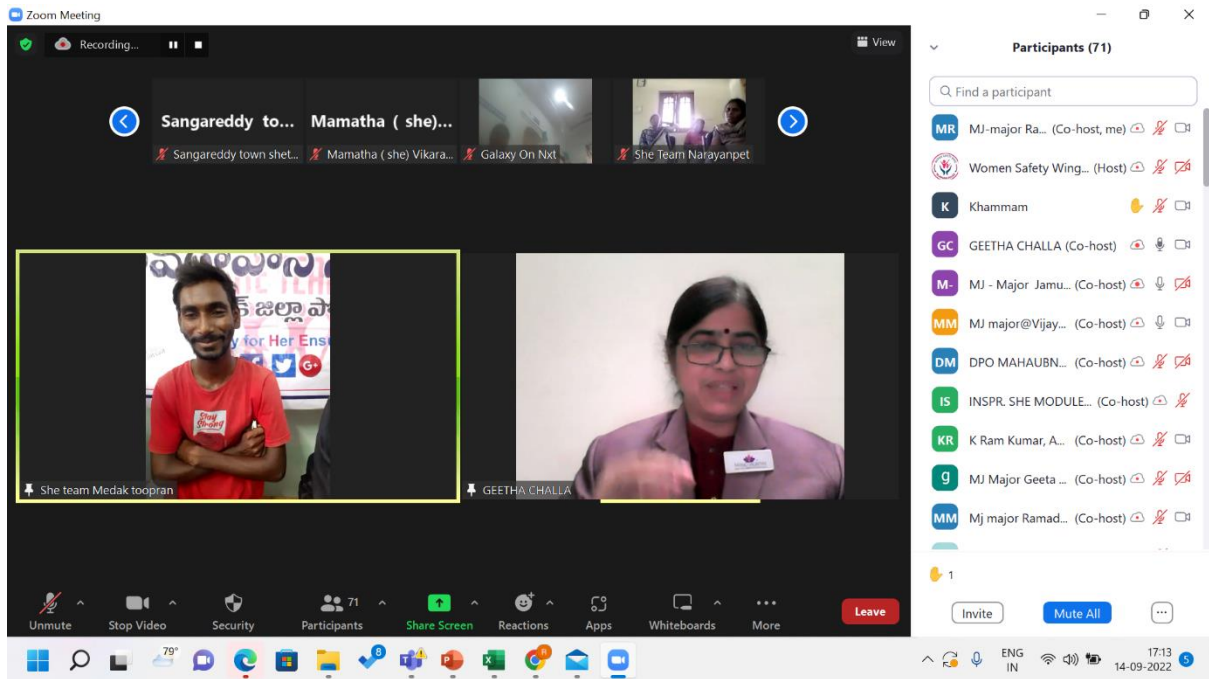 Zoom Meeting
Recording...
View
Sangareddy to...
Mamatha ( she)...
Sangareddy town shet...
Mamatha ( she) Vikara...
Galaxy On Nxt
She Team Narayanpet
జిల్లా
y for Her Ens
G+
Stay
Strong
She team Medak toopran
GEETHA CHALLA
Participants (71)
Find a participant
MR MJ-major Ra... (Co-host, me)
Women Safety Wing... (Host)
K Khammam
GC GEETHA CHALLA (Co-host)
M- MJ - Major Jamu... (Co-host)
MM MJ major@Vijay... (Co-host)
DM DPO MAHAUBN... (Co-host)
IS INSPR. SHE MODULE... (Co-host)
KR K Ram Kumar, A... (Co-host)
g MJ Major Geeta ... (Co-host)
MM Mj major Ramad... (Co-host)
1
Invite
Mute All
Unmute
Stop Video
Security
71
Participants
Share Screen
Reactions
Apps
Whiteboards
More
Leave
79°
8
ENG
IN
17:13
14-09-2022
5